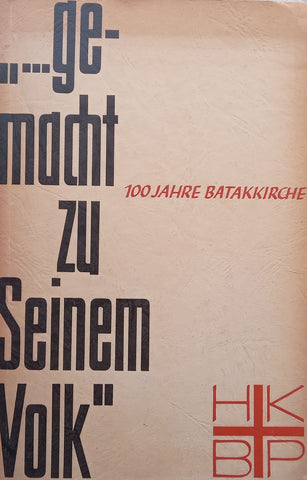 „...ge-
macht
zu
Seinem
Volk"
100 JAHRE BATAKKIRCHE
HK
BP